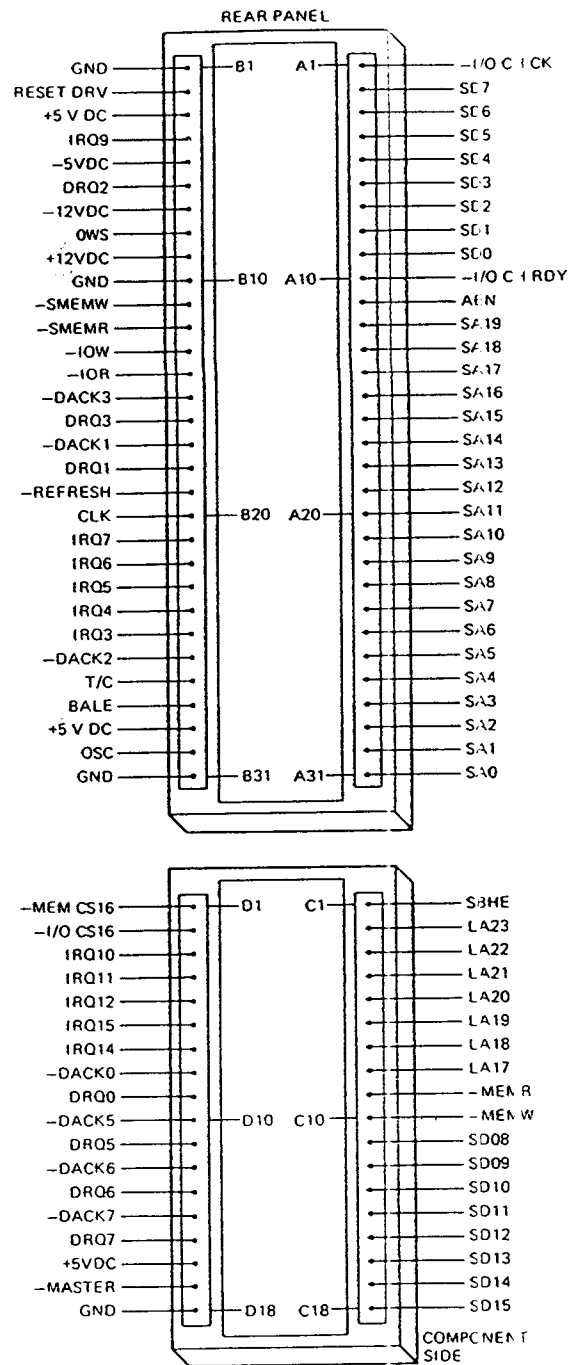 REAR PANEL
GND B1 A1 -I/O CHCK
RESET DRV SD7
+5 V DC SD6
IRQ9 SD5
-5VDC SD4
DRQ2 SD3
-12VDC SD2
0WS SD1
+12VDC SD0
GND B10 A10 -I/O CHRDY
-SMEMW AEN
-SMEMR SA19
-IOW SA18
-IOR SA17
-DACK3 SA16
DRQ3 SA15
-DACK1 SA14
DRQ1 SA13
-REFRESH SA12
CLK B20 A20 SA11
IRQ7 SA10
IRQ6 SA9
IRQ5 SA8
IRQ4 SA7
IRQ3 SA6
-DACK2 SA5
T/C SA4
BALE SA3
+5 V DC SA2
OSC SA1
GND B31 A31 SA0
-MEM CS16 D1 C1 SBHE
-I/O CS16 LA23
IRQ10 LA22
IRQ11 LA21
IRQ12 LA20
IRQ15 LA19
IRQ14 LA18
-DACK0 LA17
DRQ0 -MEMR
-DACK5 D10 C10 -MEMW
DRQ5 SD08
-DACK6 SD09
DRQ6 SD10
-DACK7 SD11
DRQ7 SD12
+5VDC SD13
-MASTER SD14
GND D18 C18 SD15
COMPONENT
SIDE